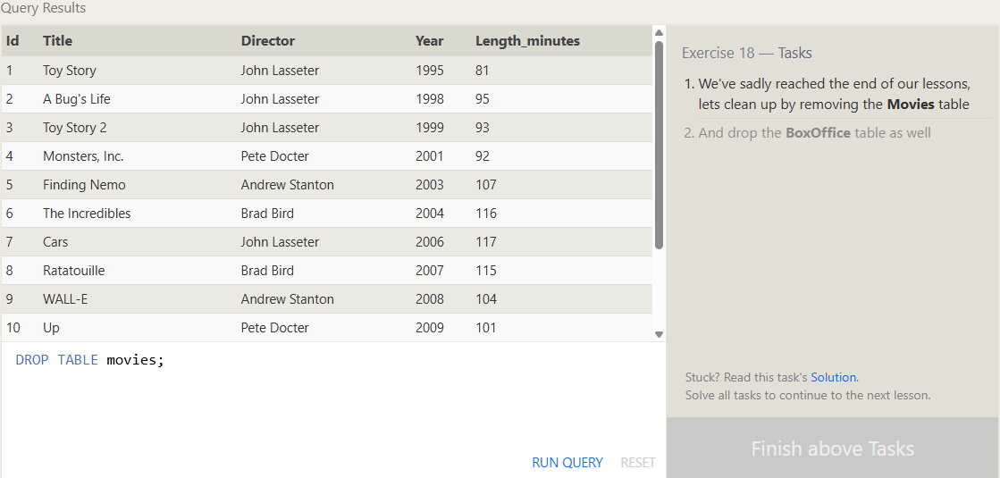 Query Results
Id Title Director Year Length_minutes
1 Toy Story John Lasseter 1995 81
2 A Bug's Life John Lasseter 1998 95
3 Toy Story 2 John Lasseter 1999 93
4 Monsters, Inc. Pete Docter 2001 92
5 Finding Nemo Andrew Stanton 2003 107
6 The Incredibles Brad Bird 2004 116
7 Cars John Lasseter 2006 117
8 Ratatouille Brad Bird 2007 115
9 WALL-E Andrew Stanton 2008 104
10 Up Pete Docter 2009 101
DROP TABLE movies;
RUN QUERY RESET
Exercise 18 — Tasks
1. We've sadly reached the end of our lessons,
lets clean up by removing the Movies table
2. And drop the BoxOffice table as well
Stuck? Read this task's Solution.
Solve all tasks to continue to the next lesson.
Finish above Tasks